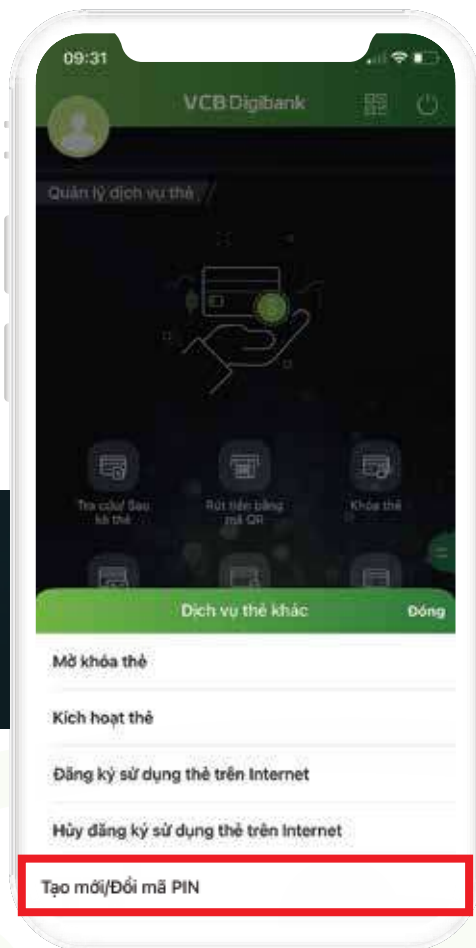 09:31
VCB Digibank
Quản lý dịch vụ thẻ
Tra cứu/ Sao
kê thẻ
Rút tiền bằng
mã QR
Khóa thẻ
Dịch vụ thẻ khác
Đóng
Mở khóa thẻ
Kích hoạt thẻ
Đăng ký sử dụng thẻ trên Internet
Hủy đăng ký sử dụng thẻ trên Internet
Tạo mới/Đổi mã PIN